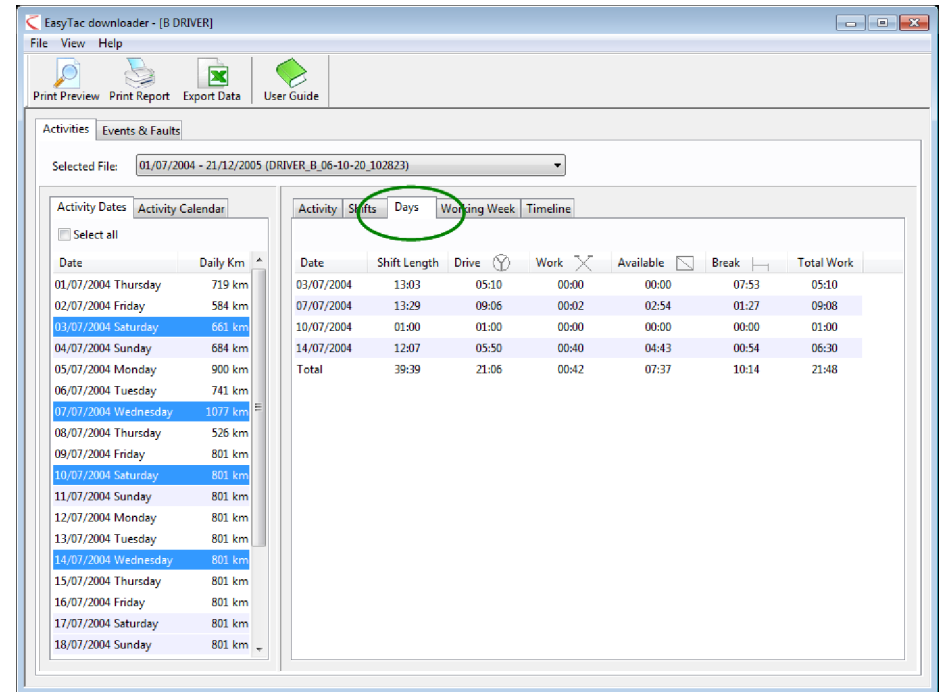 EasyTac downloader - [B DRIVER]
File View Help
Print Preview Print Report Export Data User Guide
Activities Events & Faults
Selected File: 01/07/2004 - 21/12/2005 (DRIVER_B_06-10-20_102823)
Activity Dates Activity Calendar
Select all
Date Daily Km
01/07/2004 Thursday 719 km
02/07/2004 Friday 584 km
03/07/2004 Saturday 661 km
04/07/2004 Sunday 684 km
05/07/2004 Monday 900 km
06/07/2004 Tuesday 741 km
07/07/2004 Wednesday 1077 km
08/07/2004 Thursday 526 km
09/07/2004 Friday 801 km
10/07/2004 Saturday 801 km
11/07/2004 Sunday 801 km
12/07/2004 Monday 801 km
13/07/2004 Tuesday 801 km
14/07/2004 Wednesday 801 km
15/07/2004 Thursday 801 km
16/07/2004 Friday 801 km
17/07/2004 Saturday 801 km
18/07/2004 Sunday 801 km
Activity Shifts Days Working Week Timeline
Date Shift Length Drive Work Available Break Total Work
03/07/2004 13:03 05:10 00:00 00:00 07:53 05:10
07/07/2004 13:29 09:06 00:02 02:54 01:27 09:08
10/07/2004 01:00 01:00 00:00 00:00 00:00 01:00
14/07/2004 12:07 05:50 00:40 04:43 00:54 06:30
Total 39:39 21:06 00:42 07:37 10:14 21:48